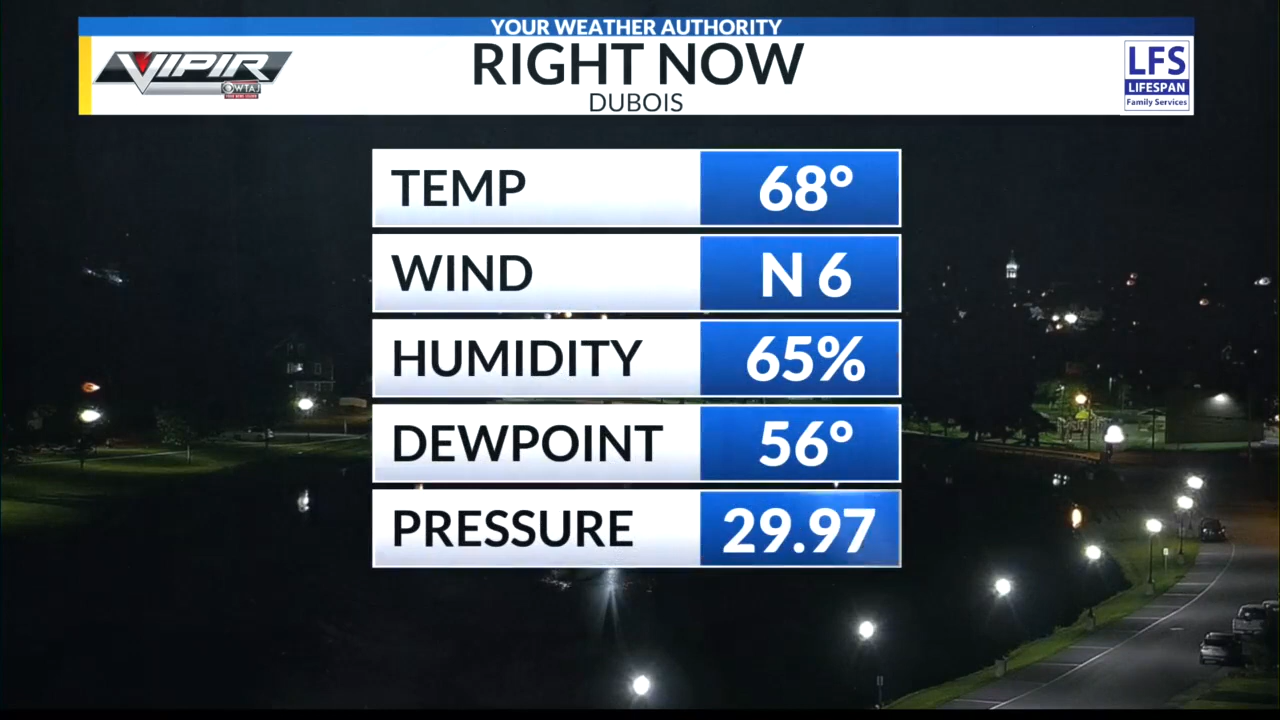 YOUR WEATHER AUTHORITY
VIPIR
WTAJ
RIGHT NOW
DUBOIS
LFS
LIFESPAN
Family Services
TEMP 68°
WIND N 6
HUMIDITY 65%
DEWPOINT 56°
PRESSURE 29.97